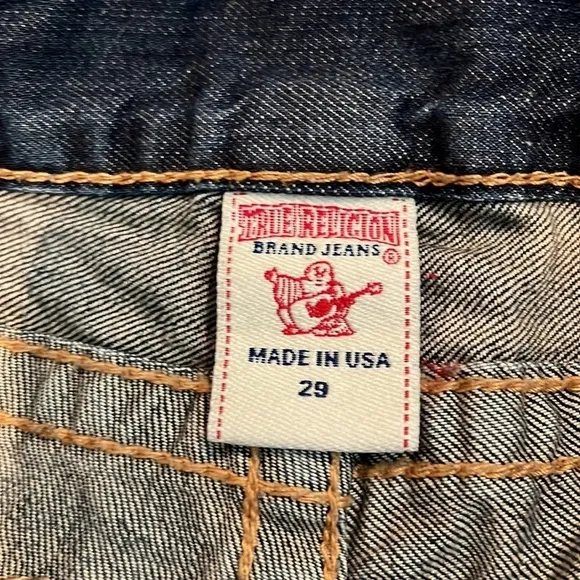 TRUE RELIGION
BRAND JEANS ®
MADE IN USA
29